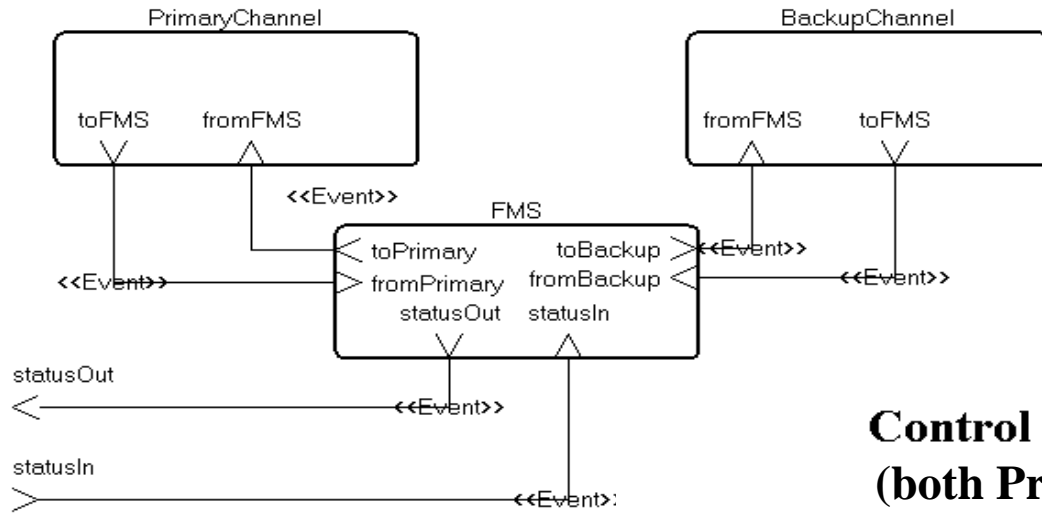 PrimaryChannel
BackupChannel
toFMS fromFMS
fromFMS toFMS
<<Event>>
FMS
toPrimary toBackup
<<Event>>
<<Event>>
fromPrimary fromBackup
<<Event>>
statusOut statusIn
statusOut
<<Event>>
Control
statusIn
(both Pr
<<Event>>